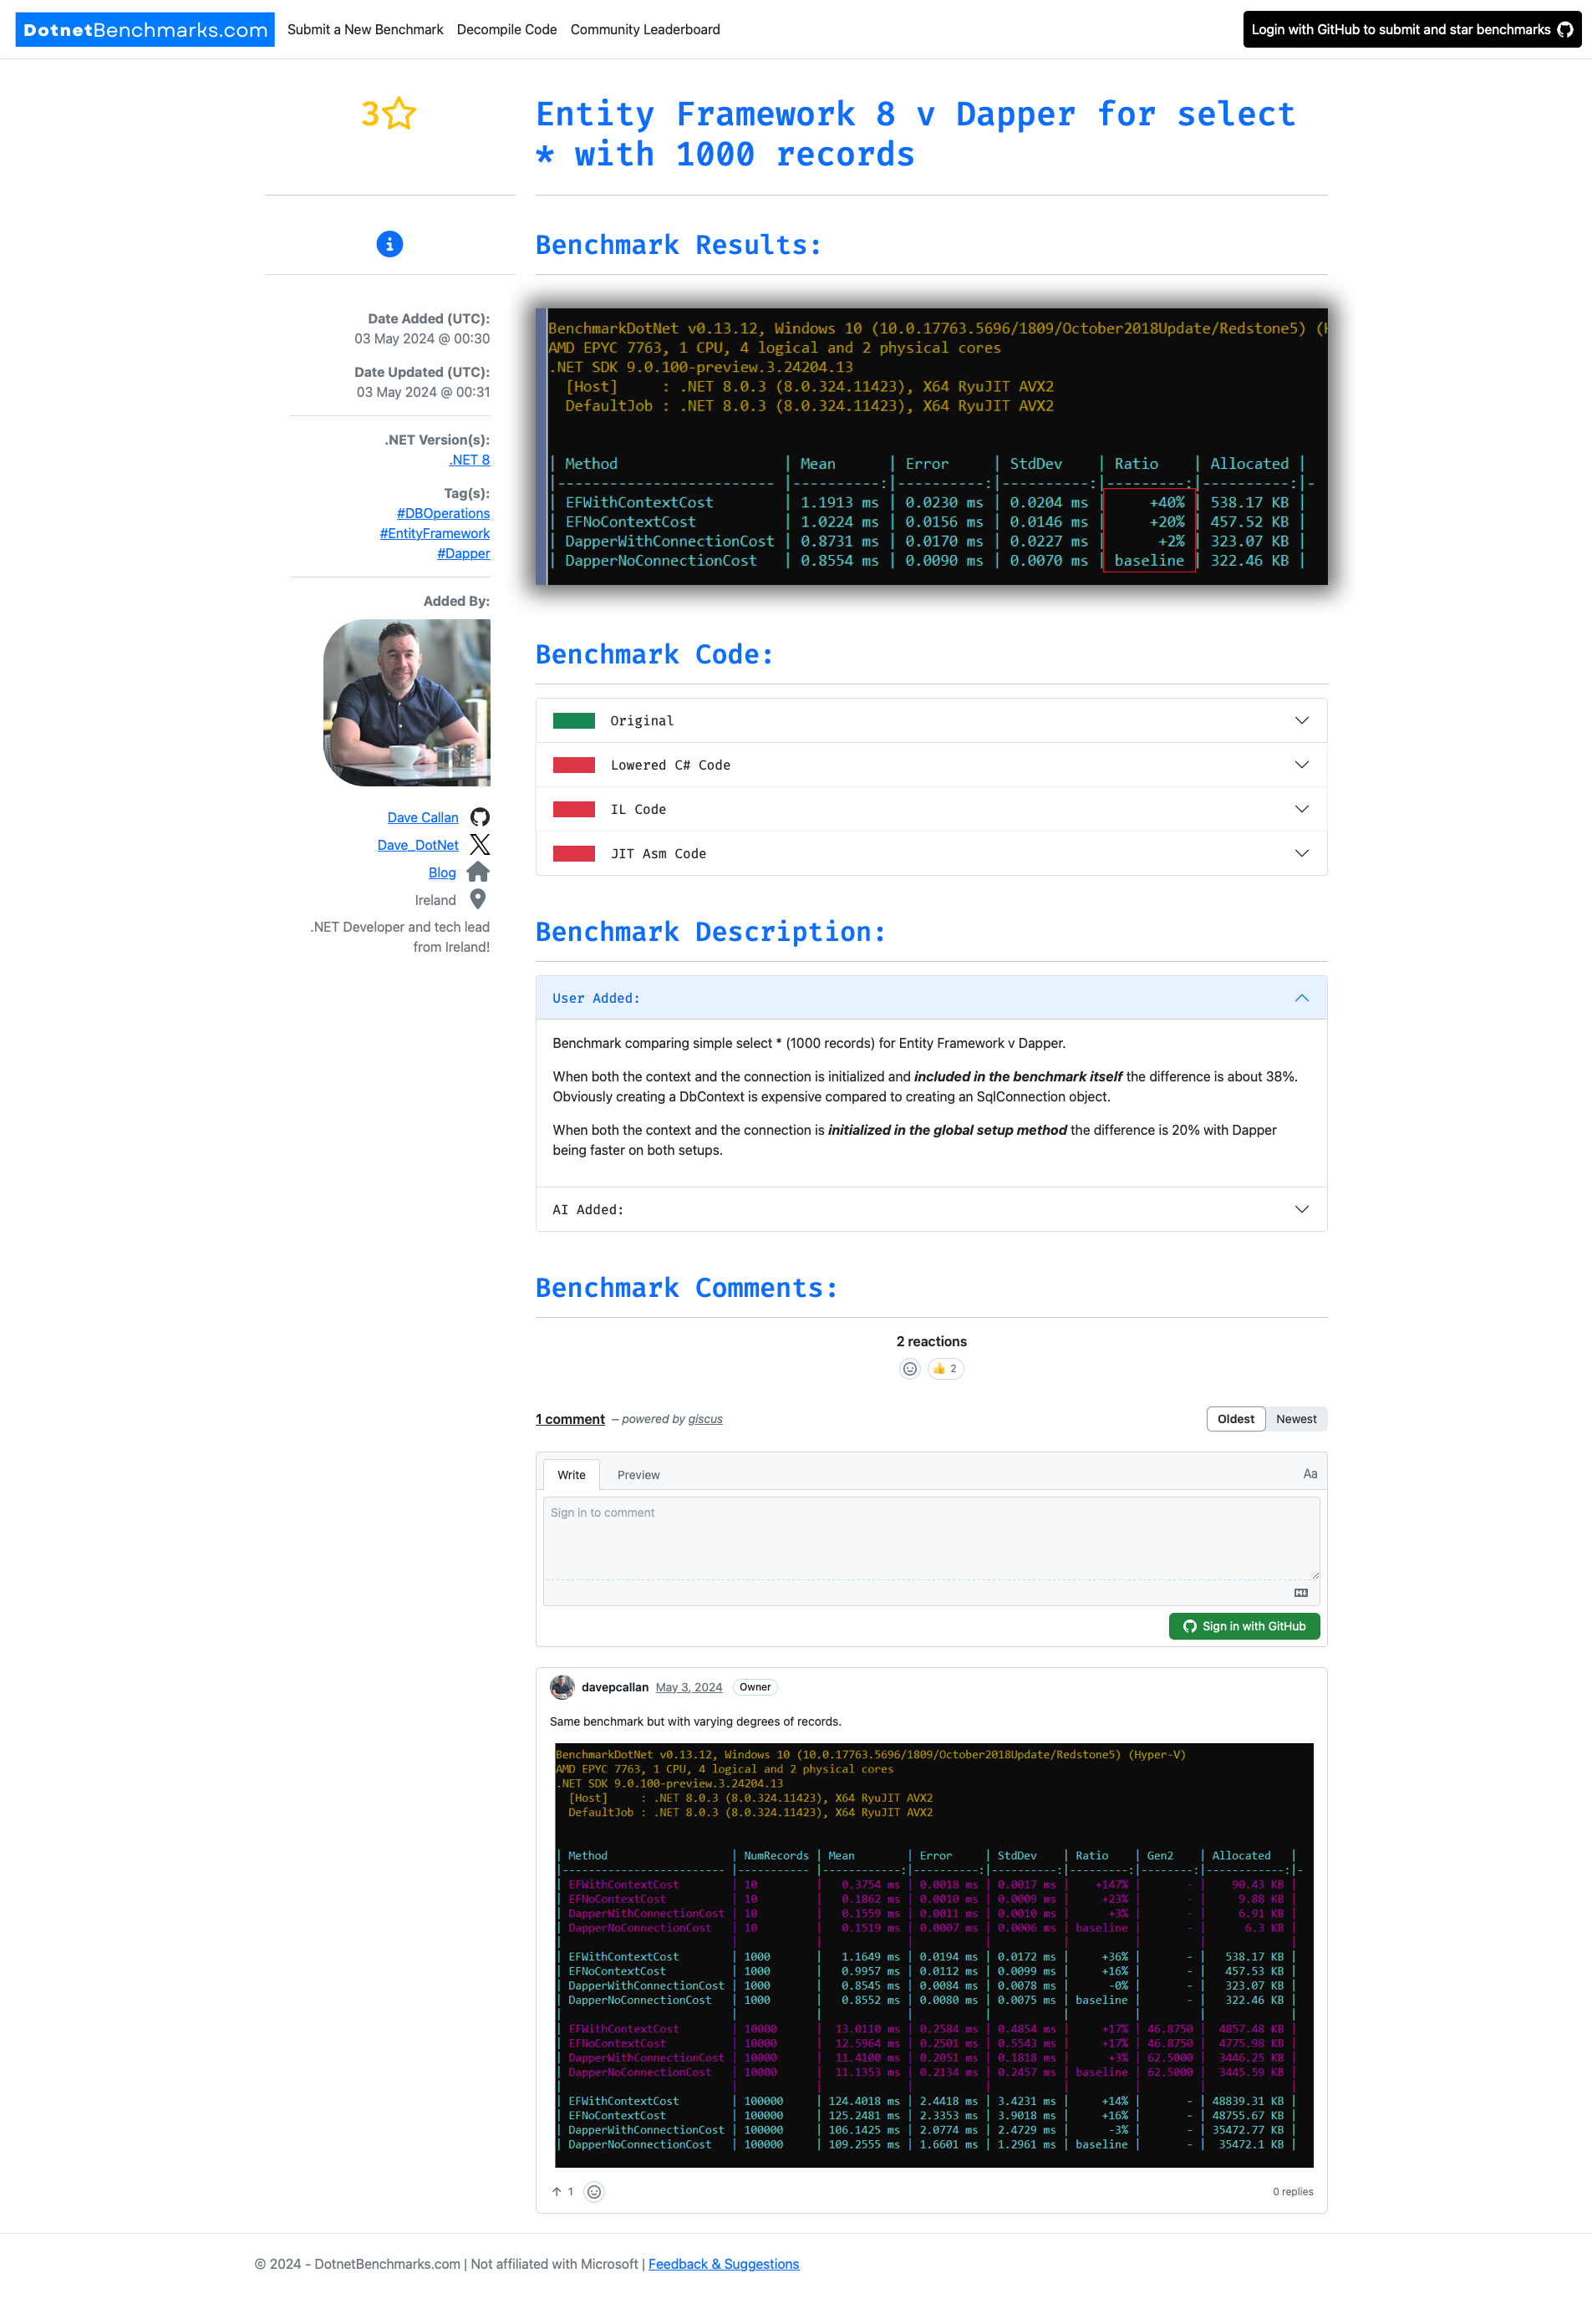 DotnetBenchmarks.com
Submit a New Benchmark
Decompile Code
Community Leaderboard
Login with GitHub to submit and star benchmarks
3
Entity Framework 8 v Dapper for select
* with 1000 records
Benchmark Results:
Date Added (UTC):
03 May 2024 @ 00:30
Date Updated (UTC):
03 May 2024 @ 00:31
.NET Version(s):
.NET 8
Tag(s):
#DBOperations
#EntityFramework
#Dapper
Added By:
Dave Callan
Dave_DotNet
Blog
Ireland
.NET Developer and tech lead
from Ireland!
BenchmarkDotNet v0.13.12, Windows 10 (10.0.17763.5696/1809/October2018Update/Redstone5) (H
AMD EPYC 7763, 1 CPU, 4 logical and 2 physical cores
.NET SDK 9.0.100-preview.3.24204.13
[Host]     : .NET 8.0.3 (8.0.324.11423), X64 RyuJIT AVX2
DefaultJob : .NET 8.0.3 (8.0.324.11423), X64 RyuJIT AVX2
| Method                   | Mean      | Error     | StdDev    | Ratio    | Allocated |
|------------------------- |----------:|----------:|----------:|---------:|----------:|-
| EFWithContextCost        | 1.1913 ms | 0.0230 ms | 0.0204 ms |     +40% | 538.17 KB |
| EFNoContextCost          | 1.0224 ms | 0.0156 ms | 0.0146 ms |     +20% | 457.52 KB |
| DapperWithConnectionCost | 0.8731 ms | 0.0170 ms | 0.0227 ms |      +2% | 323.07 KB |
| DapperNoConnectionCost   | 0.8554 ms | 0.0090 ms | 0.0070 ms | baseline | 322.46 KB |
Benchmark Code:
Original
Lowered C# Code
IL Code
JIT Asm Code
Benchmark Description:
User Added:
Benchmark comparing simple select * (1000 records) for Entity Framework v Dapper.
When both the context and the connection is initialized and included in the benchmark itself the difference is about 38%.
Obviously creating a DbContext is expensive compared to creating an SqlConnection object.
When both the context and the connection is initialized in the global setup method the difference is 20% with Dapper
being faster on both setups.
AI Added:
Benchmark Comments:
2 reactions
2
1 comment – powered by giscus
Oldest
Newest
Write
Preview
Aa
Sign in to comment
Sign in with GitHub
davepcallan May 3, 2024 Owner
Same benchmark but with varying degrees of records.
BenchmarkDotNet v0.13.12, Windows 10 (10.0.17763.5696/1809/October2018Update/Redstone5) (Hyper-V)
AMD EPYC 7763, 1 CPU, 4 logical and 2 physical cores
.NET SDK 9.0.100-preview.3.24204.13
[Host]     : .NET 8.0.3 (8.0.324.11423), X64 RyuJIT AVX2
DefaultJob : .NET 8.0.3 (8.0.324.11423), X64 RyuJIT AVX2
| Method                   | NumRecords | Mean        | Error     | StdDev    | Ratio    | Gen2    | Allocated   |
|------------------------- |----------- |------------:|----------:|----------:|---------:|--------:|------------:|-
| EFWithContextCost        | 10         |   0.3754 ms | 0.0018 ms | 0.0017 ms |    +147% |       - |    90.43 KB |
| EFNoContextCost          | 10         |   0.1862 ms | 0.0010 ms | 0.0009 ms |     +23% |       - |     9.88 KB |
| DapperWithConnectionCost | 10         |   0.1559 ms | 0.0011 ms | 0.0010 ms |      +3% |       - |     6.91 KB |
| DapperNoConnectionCost   | 10         |   0.1519 ms | 0.0007 ms | 0.0006 ms | baseline |       - |      6.3 KB |
| EFWithContextCost        | 1000       |   1.1649 ms | 0.0194 ms | 0.0172 ms |     +36% |       - |   538.17 KB |
| EFNoContextCost          | 1000       |   0.9957 ms | 0.0112 ms | 0.0099 ms |     +16% |       - |   457.53 KB |
| DapperWithConnectionCost | 1000       |   0.8545 ms | 0.0084 ms | 0.0078 ms |      -0% |       - |   323.07 KB |
| DapperNoConnectionCost   | 1000       |   0.8552 ms | 0.0080 ms | 0.0075 ms | baseline |       - |   322.46 KB |
| EFWithContextCost        | 10000      |  13.0110 ms | 0.2584 ms | 0.4854 ms |     +17% | 46.8750 |  4857.48 KB |
| EFNoContextCost          | 10000      |  12.5964 ms | 0.2501 ms | 0.5543 ms |     +17% | 46.8750 |  4775.98 KB |
| DapperWithConnectionCost | 10000      |  11.4100 ms | 0.2051 ms | 0.1818 ms |      +3% | 62.5000 |  3446.25 KB |
| DapperNoConnectionCost   | 10000      |  11.1353 ms | 0.2134 ms | 0.2457 ms | baseline | 62.5000 |  3445.59 KB |
| EFWithContextCost        | 100000     | 124.4018 ms | 2.4418 ms | 3.4231 ms |     +14% |       - | 48839.31 KB |
| EFNoContextCost          | 100000     | 125.2481 ms | 2.3353 ms | 3.9018 ms |     +16% |       - | 48755.67 KB |
| DapperWithConnectionCost | 100000     | 106.1425 ms | 2.0774 ms | 2.4729 ms |      -3% |       - | 35472.77 KB |
| DapperNoConnectionCost   | 100000     | 109.2555 ms | 1.6601 ms | 1.2961 ms | baseline |       - |  35472.1 KB |
1
0 replies
© 2024 - DotnetBenchmarks.com | Not affiliated with Microsoft | Feedback & Suggestions